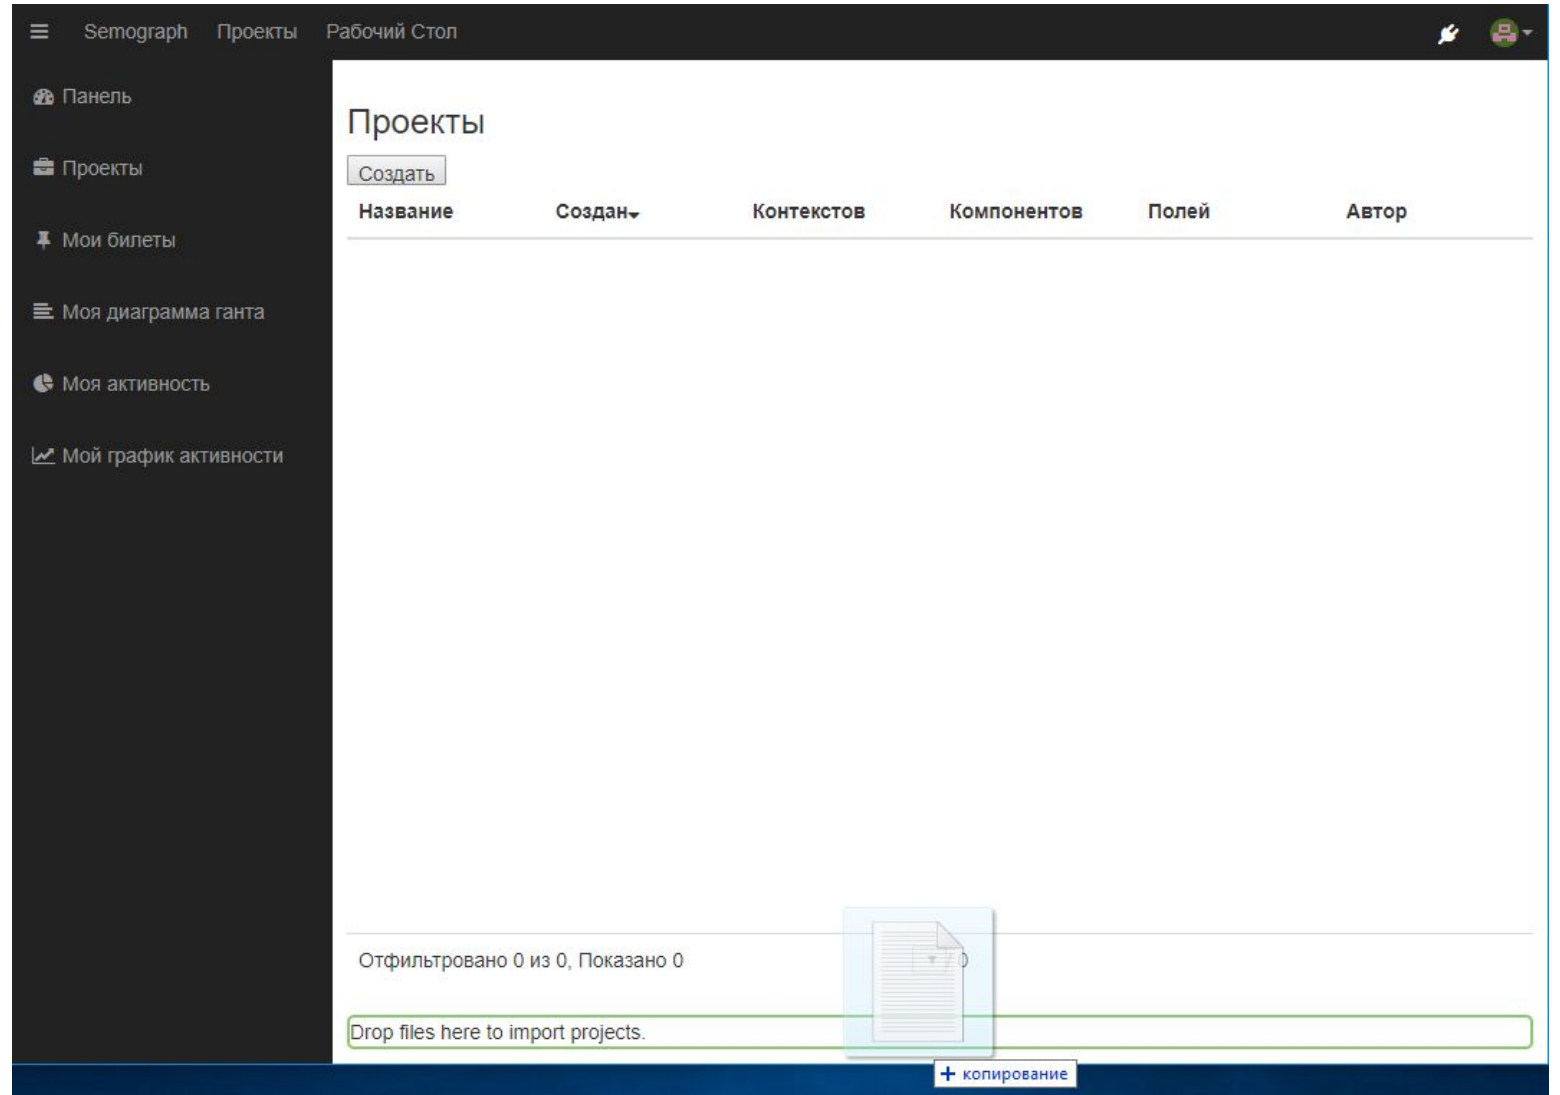 Semograph Проекты Рабочий Стол
Панель
Проекты
Мои билеты
Моя диаграмма ганта
Моя активность
Мой график активности
Проекты
Создать
Название Создан Контекстов Компонентов Полей Автор
Отфильтровано 0 из 0, Показано 0 / 0
Drop files here to import projects.
+ копирование